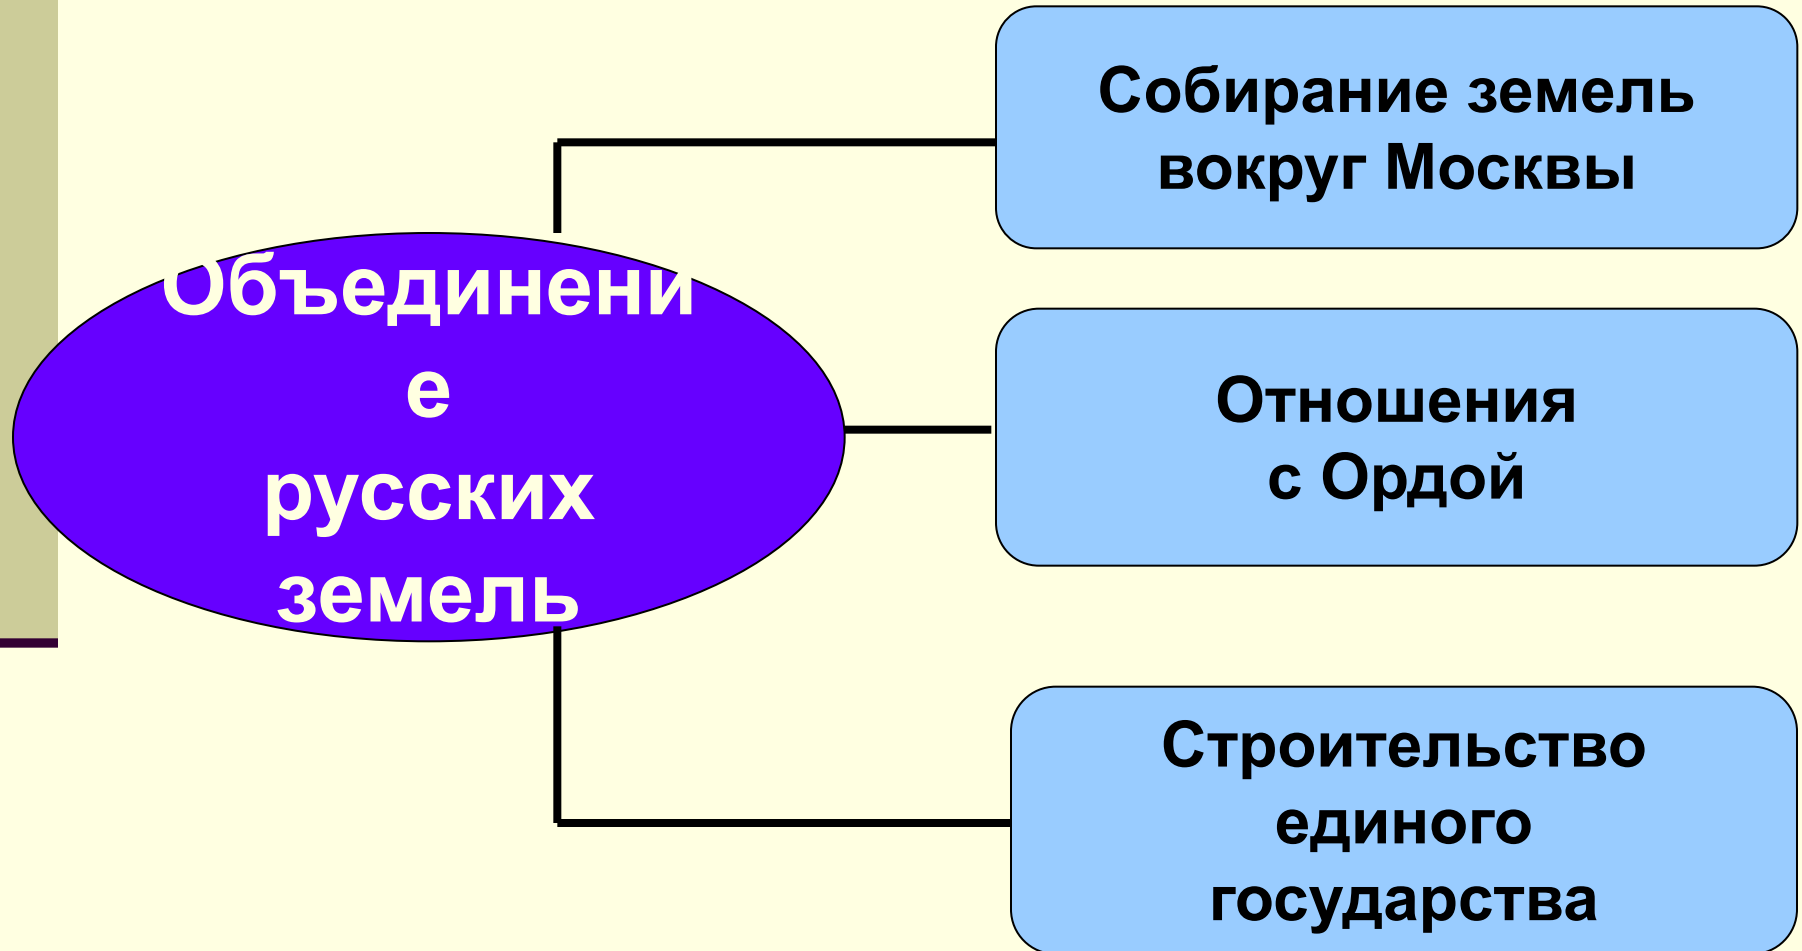 Объединени
е
русских
земель
Собирание земель
вокруг Москвы
Отношения
с Ордой
Строительство
единого
государства